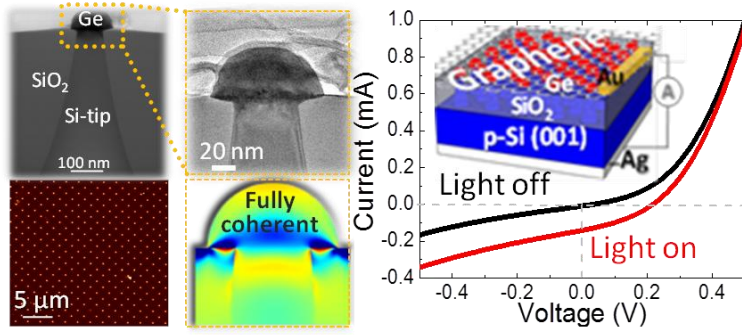 Ge
SiO2
Si-tip
100 nm
20 nm
5 μm
Fully
coherent
Current (mA)
1.0
0.8
0.6
0.4
0.2
0.0
-0.2
-0.4
Graphene
Au
Ge
SiO2
p-Si (001)
Ag
A
Light off
Light on
-0.4
-0.2
0.0
0.2
0.4
Voltage (V)